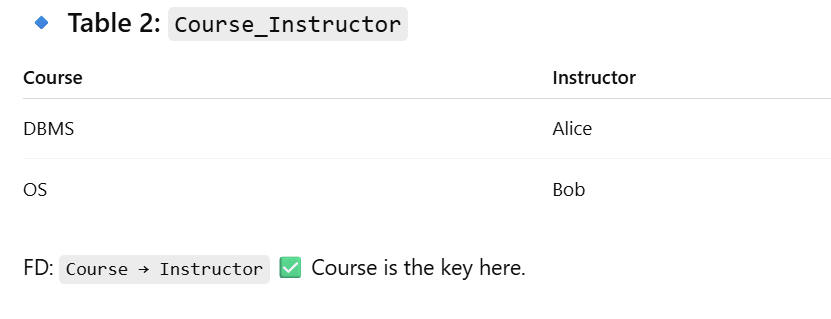 Table 2: Course_Instructor
Course Instructor
DBMS Alice
OS Bob
FD: Course → Instructor ✅ Course is the key here.